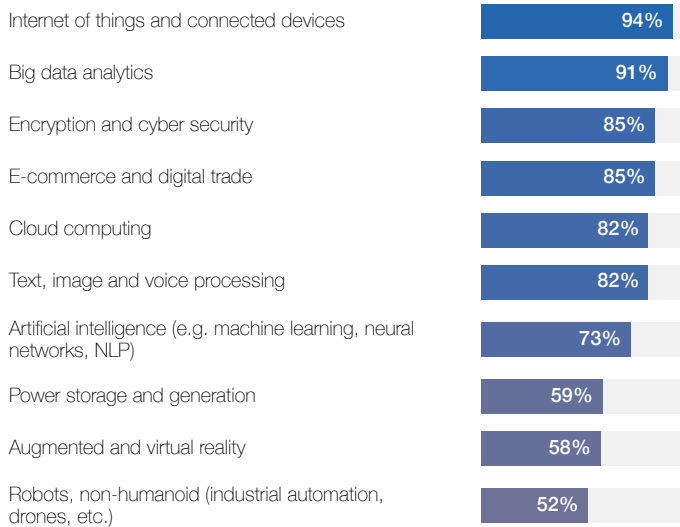 Internet of things and connected devices 94%
Big data analytics 91%
Encryption and cyber security 85%
E-commerce and digital trade 85%
Cloud computing 82%
Text, image and voice processing 82%
Artificial intelligence (e.g. machine learning, neural
networks, NLP) 73%
Power storage and generation 59%
Augmented and virtual reality 58%
Robots, non-humanoid (industrial automation,
drones, etc.) 52%